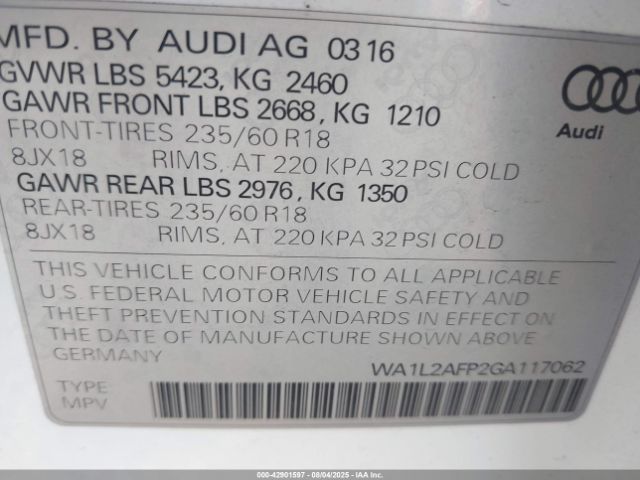 MFD. BY AUDI AG 03 16
GVWR LBS 5423, KG 2460
GAWR FRONT LBS 2668, KG 1210
FRONT-TIRES 235/60 R18
8JX18 RIMS, AT 220 KPA 32 PSI COLD
GAWR REAR LBS 2976, KG 1350
REAR-TIRES 235/60 R18
8JX18 RIMS, AT 220 KPA 32 PSI COLD
Audi
THIS VEHICLE CONFORMS TO ALL APPLICABLE
U.S. FEDERAL MOTOR VEHICLE SAFETY AND
THEFT PREVENTION STANDARDS IN EFFECT ON
THE DATE OF MANUFACTURE SHOWN ABOVE
GERMANY
WA1L2AFP2GA117062
TYPE
MPV
000-42901597 - 08/04/2025 - IAA, Inc.